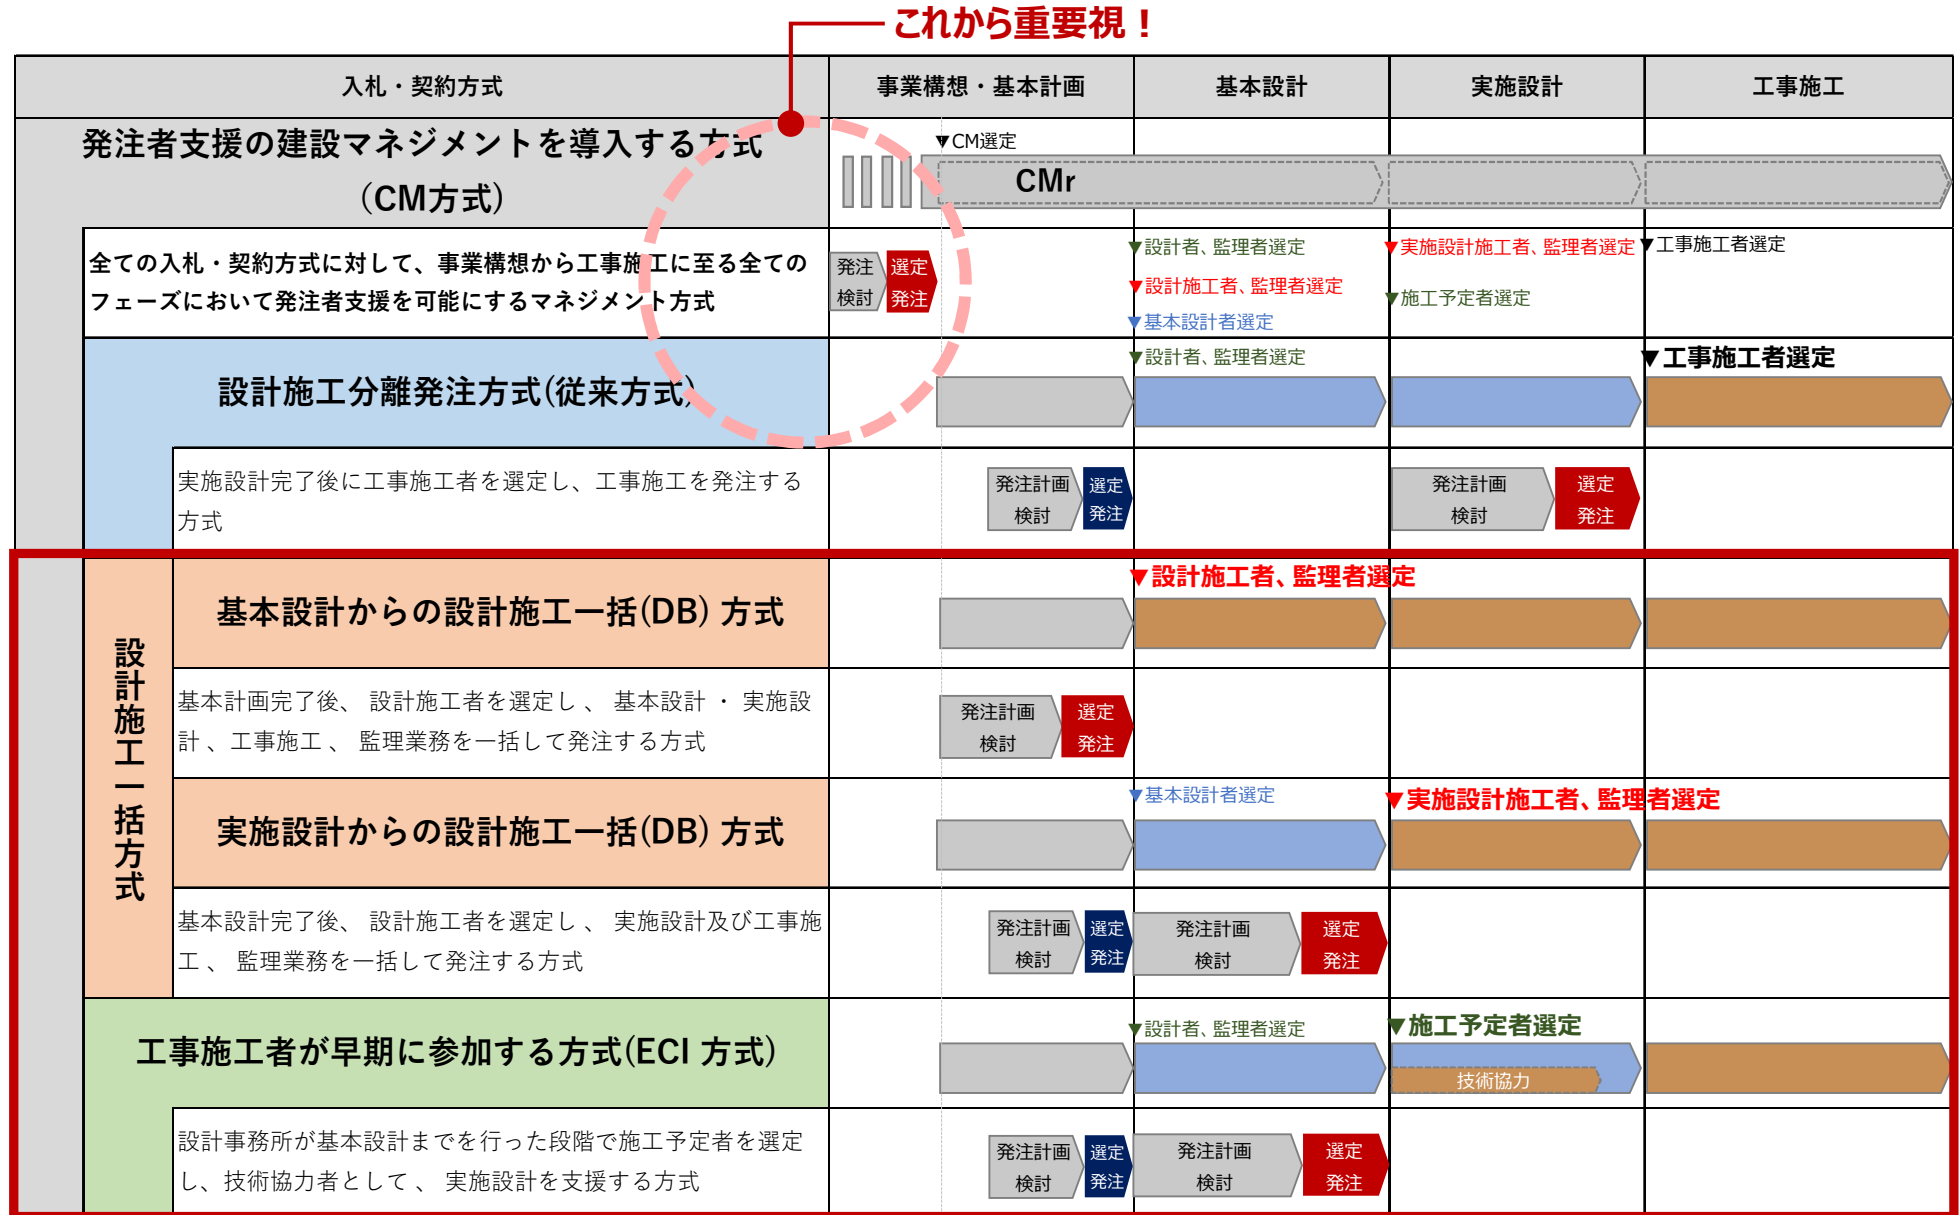 これから重要視！
入札・契約方式
事業構想・基本計画
基本設計
実施設計
工事施工
発注者支援の建設マネジメントを導入する方式
(CM方式)
▼CM選定
CMr
全ての入札・契約方式に対して、事業構想から工事施工に至る全ての
フェーズにおいて発注者支援を可能にするマネジメント方式
発注
検討
選定
発注
▼設計者、監理者選定
▼設計施工者、監理者選定
▼基本設計者選定
▼実施設計施工者、監理者選定
▼施工予定者選定
▼工事施工者選定
設計施工分離発注方式(従来方式)
▼設計者、監理者選定
▼工事施工者選定
実施設計完了後に工事施工者を選定し、工事施工を発注する
方式
発注計画
検討
選定
発注
発注計画
検討
選定
発注
設計施工一括方式
基本設計からの設計施工一括(DB) 方式
▼設計施工者、監理者選定
基本計画完了後、 設計施工者を選定し 、 基本設計 ・ 実施設
計 、工事施工 、 監理業務を一括して発注する方式
発注計画
検討
選定
発注
実施設計からの設計施工一括(DB) 方式
▼基本設計者選定
▼実施設計施工者、監理者選定
基本設計完了後、 設計施工者を選定し 、 実施設計及び工事施
工 、 監理業務を一括して発注する方式
発注計画
検討
選定
発注
発注計画
検討
選定
発注
工事施工者が早期に参加する方式(ECI 方式)
▼設計者、監理者選定
▼施工予定者選定
技術協力
設計事務所が基本設計までを行った段階で施工予定者を選定
し、技術協力者として 、 実施設計を支援する方式
発注計画
検討
選定
発注
発注計画
検討
選定
発注